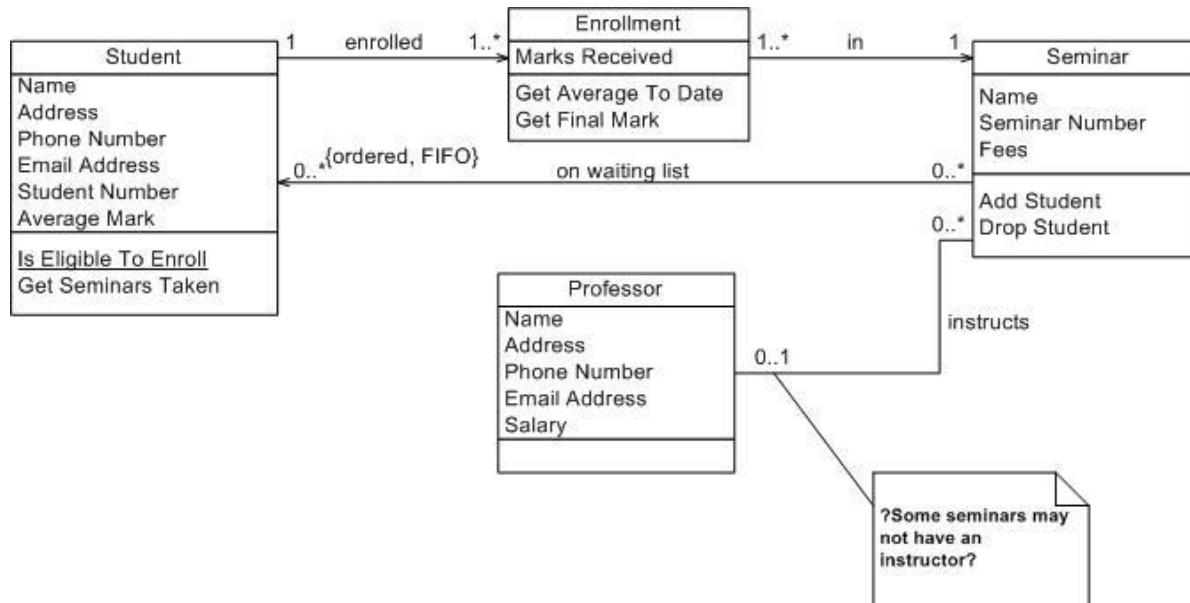 Student
Name
Address
Phone Number
Email Address
Student Number
Average Mark
Is Eligible To Enroll
Get Seminars Taken
1 enrolled 1..*
Enrollment
Marks Received
Get Average To Date
Get Final Mark
1..* in 1
Seminar
Name
Seminar Number
Fees
Add Student
Drop Student
0..* {ordered, FIFO} on waiting list 0..*
0..*
instructs
0..1
Professor
Name
Address
Phone Number
Email Address
Salary
?Some seminars may
not have an
instructor?